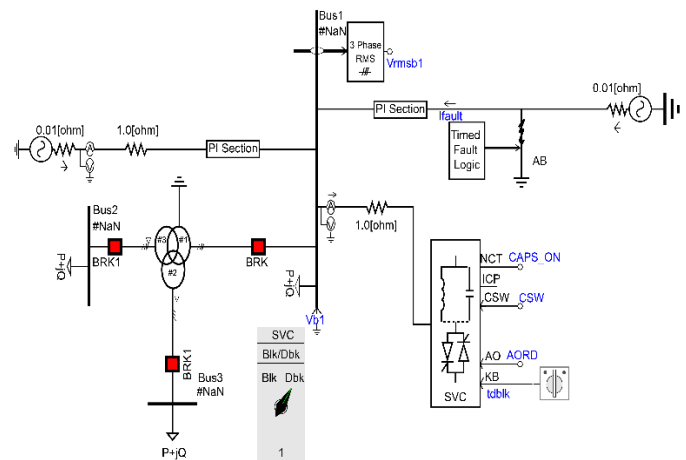 Bus1
#NaN
3 Phase
RMS
Vrmsb1
0.01[ohm]
PI Section
Ifault
Timed
Fault
Logic
AB
0.01[ohm]
1.0[ohm]
PI Section
Bus2
#NaN
BRK1
#3
#1
#2
BRK
P+jQ
P+jQ
1.0[ohm]
Vb1
NCT
CAPS_ON
ICP
CSW
CSW
AO
AORD
KB
tdblk
SVC
SVC
Blk/Dbk
Blk
Dbk
1
BRK1
Bus3
#NaN
P+jQ